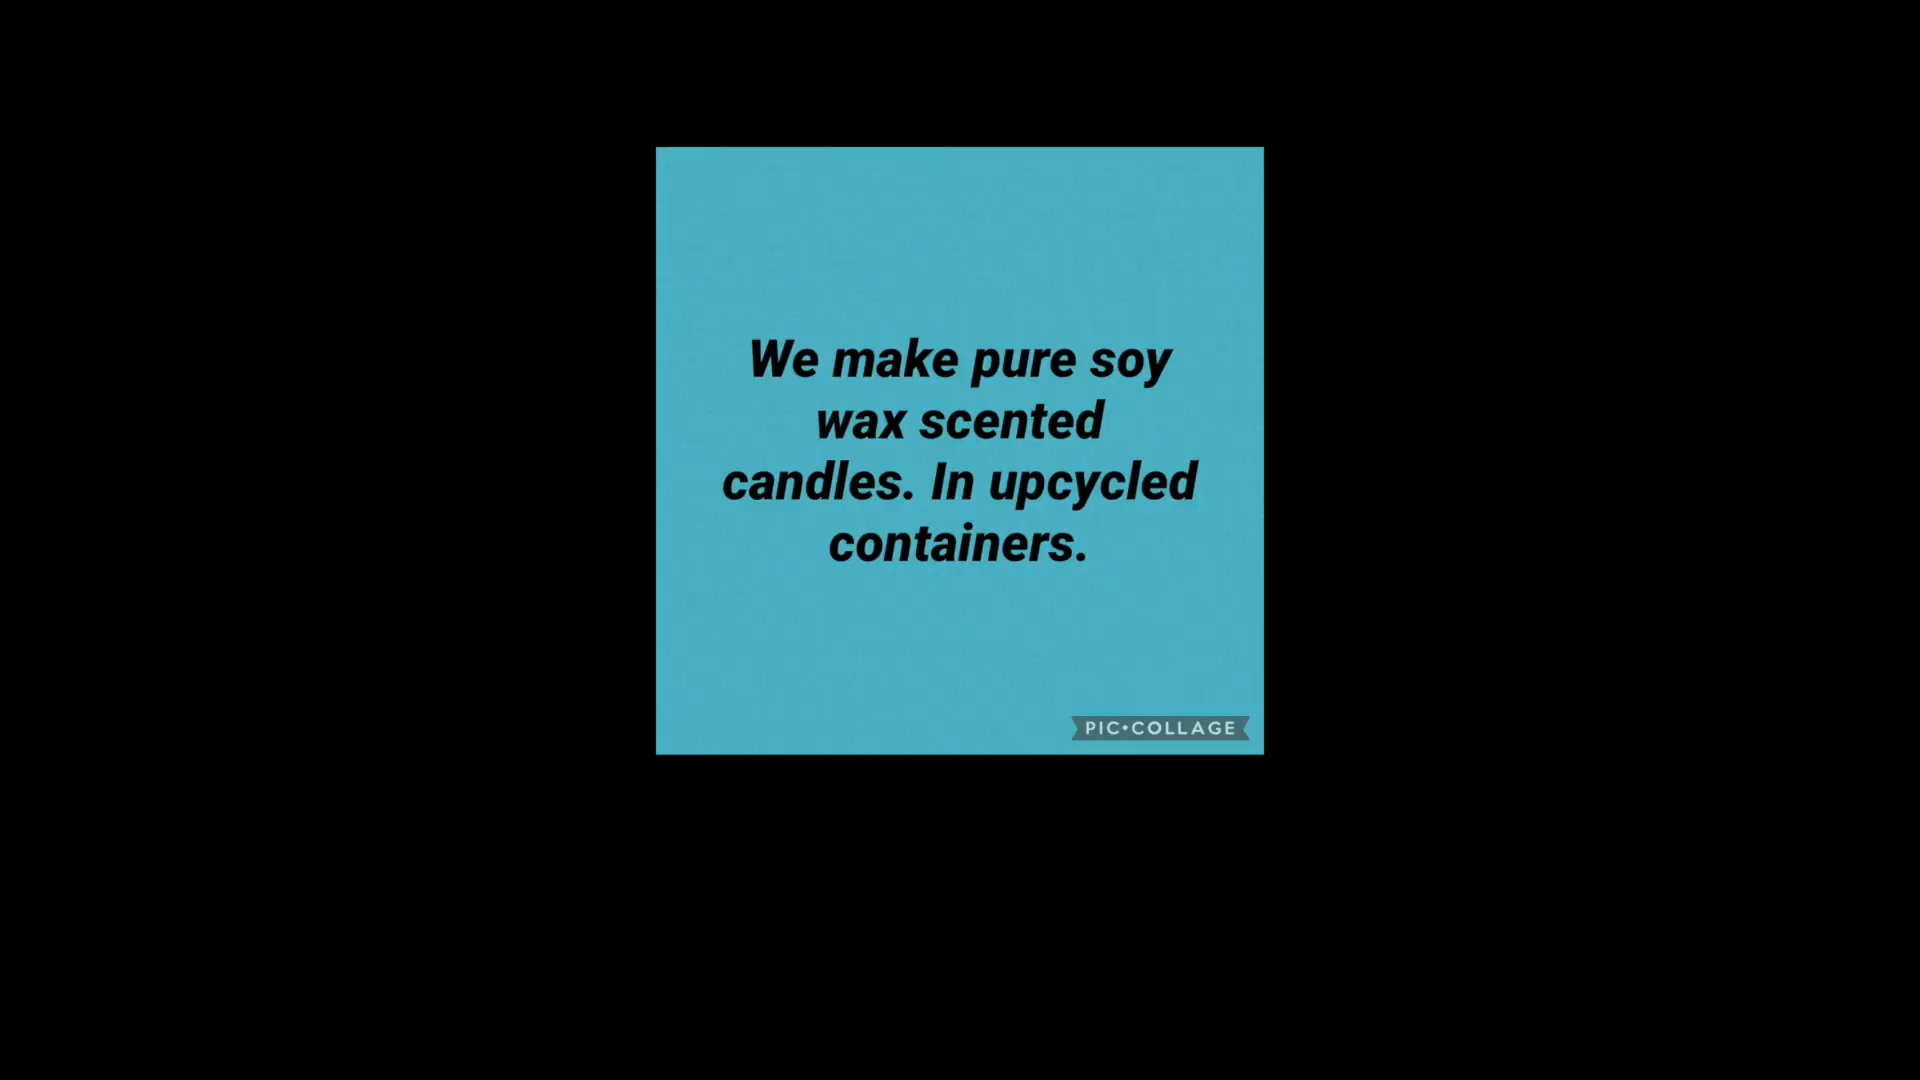 We make pure soy
wax scented
candles. In upcycled
containers.
PIC•COLLAGE